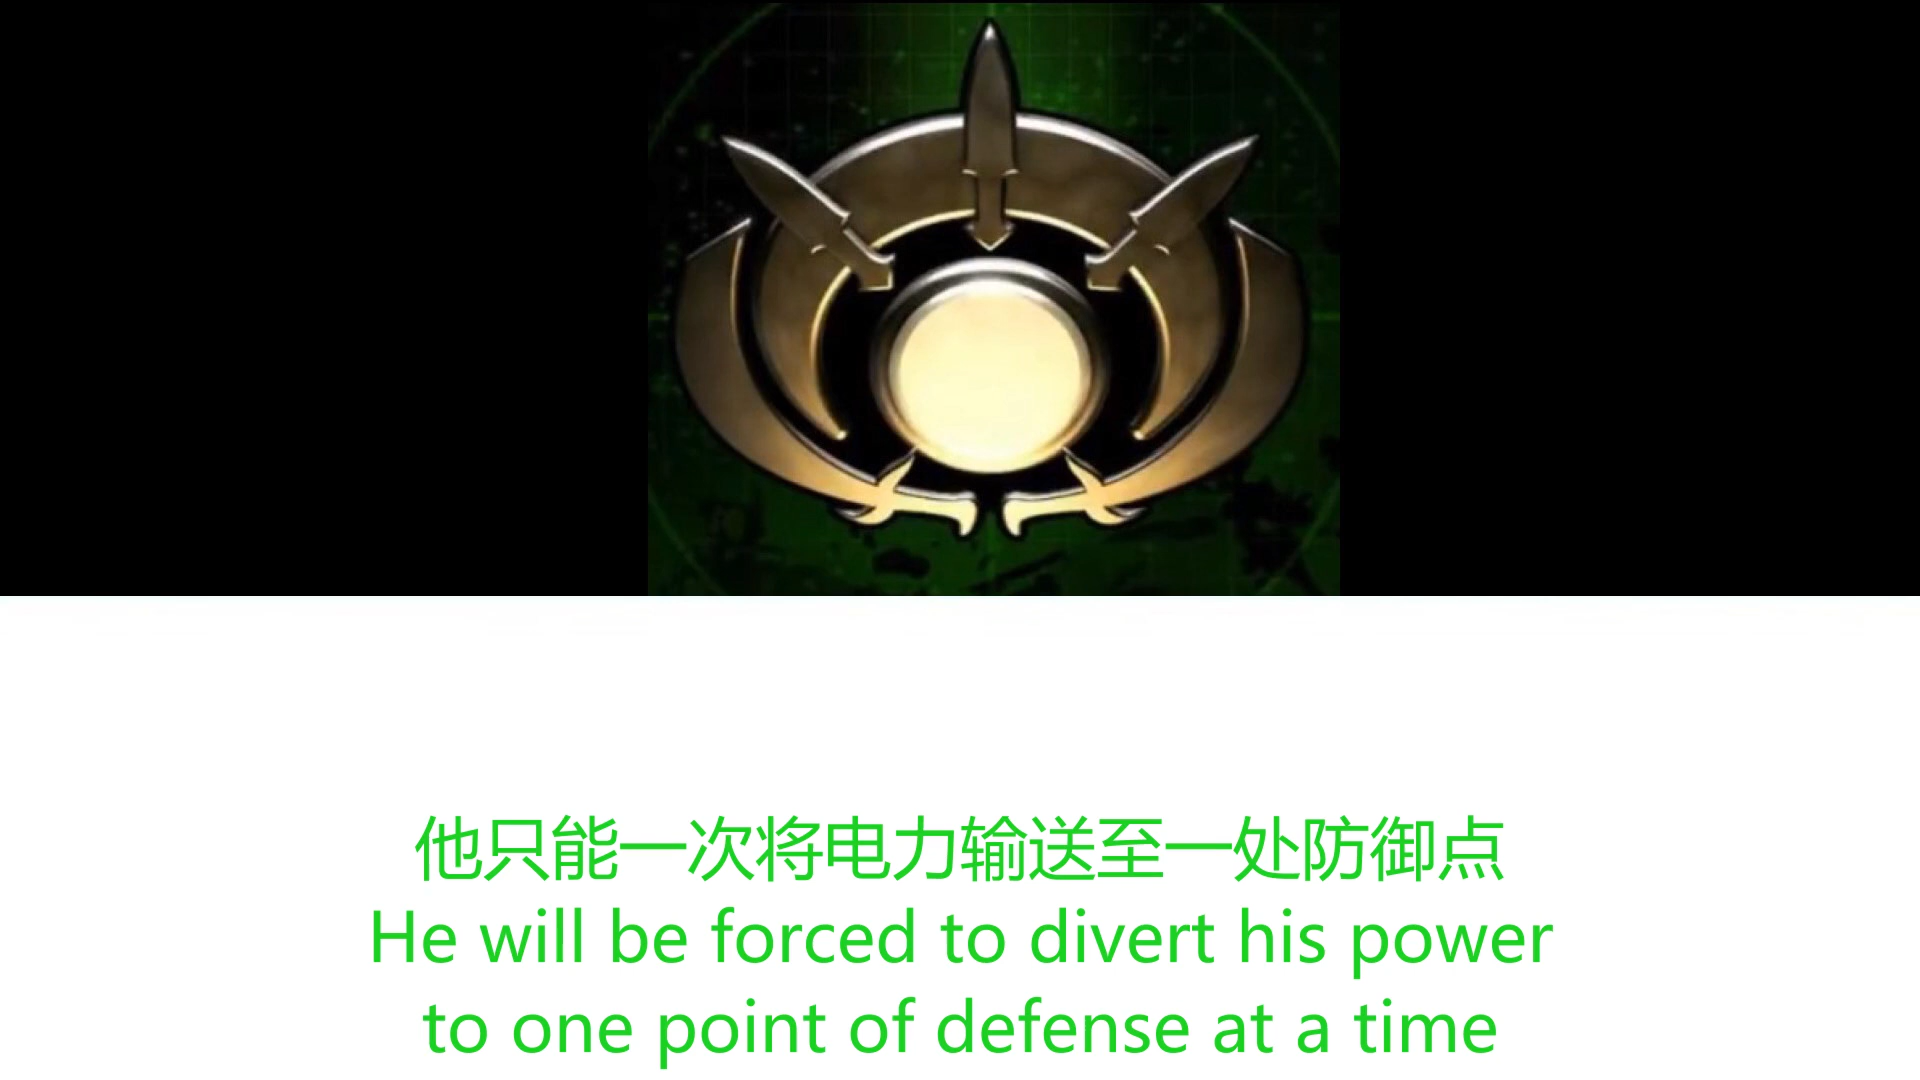 他只能一次将电力输送至一处防御点
He will be forced to divert his power
to one point of defense at a time